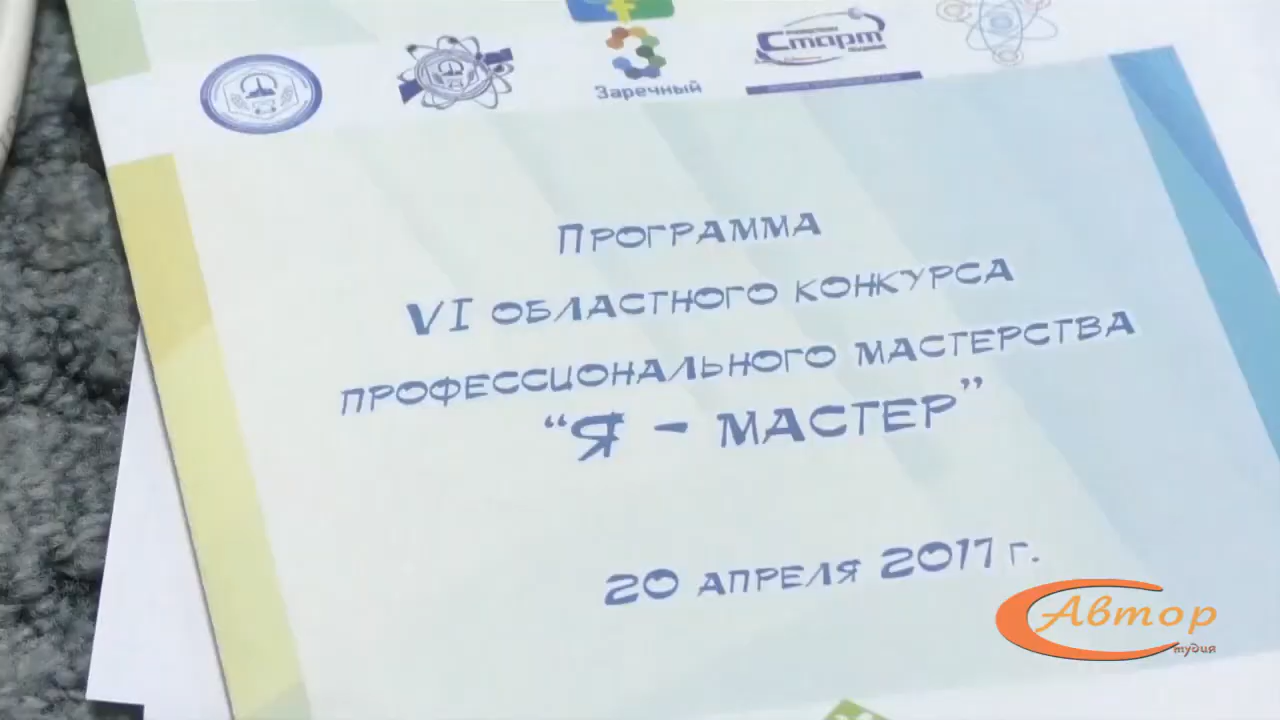 Старт
Заречный
Программа
VI областного конкурса
профессионального мастерства
“Я – мастер”
20 апреля 2017 г.
Автор
Студия